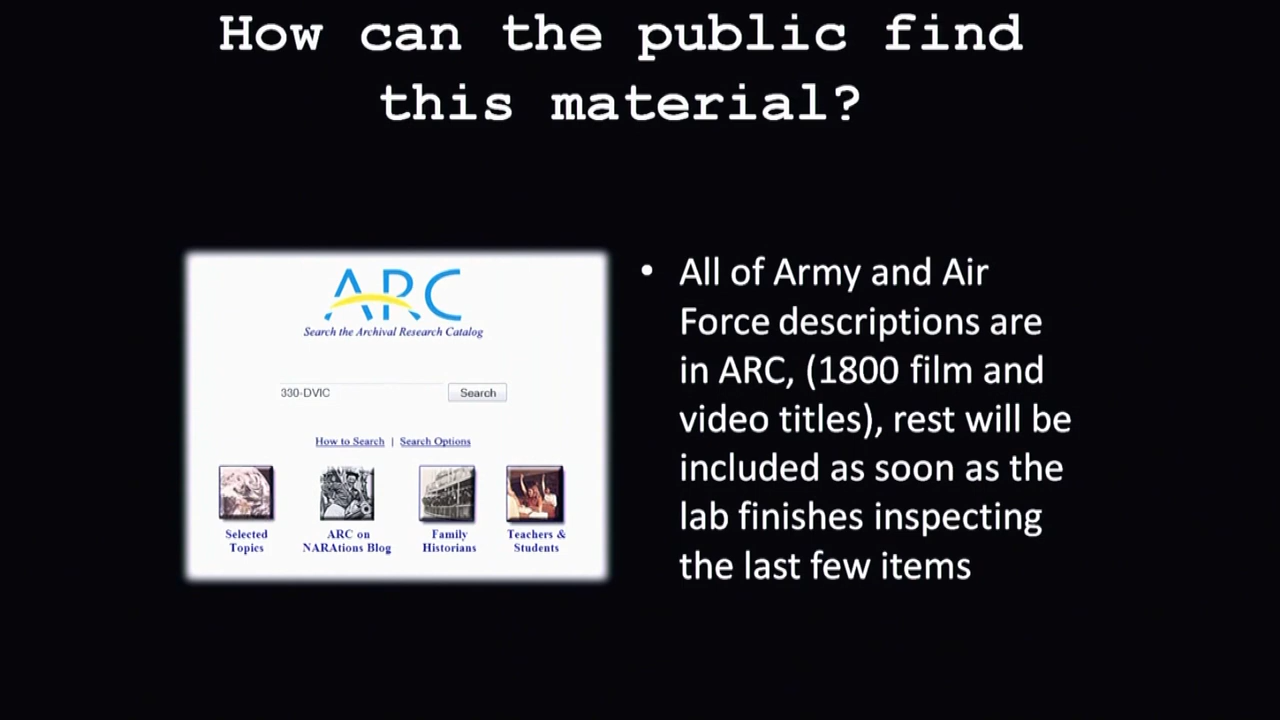 How can the public find
this material?
ARC
Search the Archival Research Catalog
330-DVIC
Search
How to Search | Search Options
Selected
Topics
ARC on
NARAtions Blog
Family
Historians
Teachers &
Students
• All of Army and Air
Force descriptions are
in ARC, (1800 film and
video titles), rest will be
included as soon as the
lab finishes inspecting
the last few items